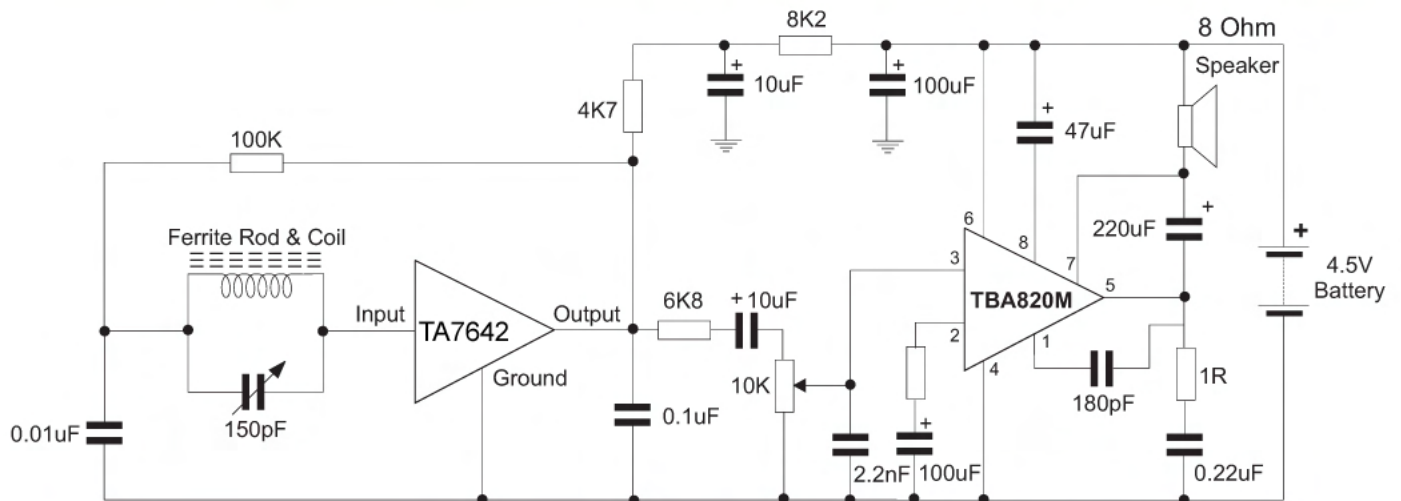 8K2
8 Ohm
Speaker
+
10uF
+
100uF
4K7
+
47uF
100K
Ferrite Rod & Coil
6
8
7
220uF
+
+
4.5V
Battery
3
TBA820M
5
Input
TA7642
Output
6K8
+
10uF
2
1
Ground
10K
4
180pF
1R
150pF
0.01uF
0.1uF
+
2.2nF
100uF
0.22uF